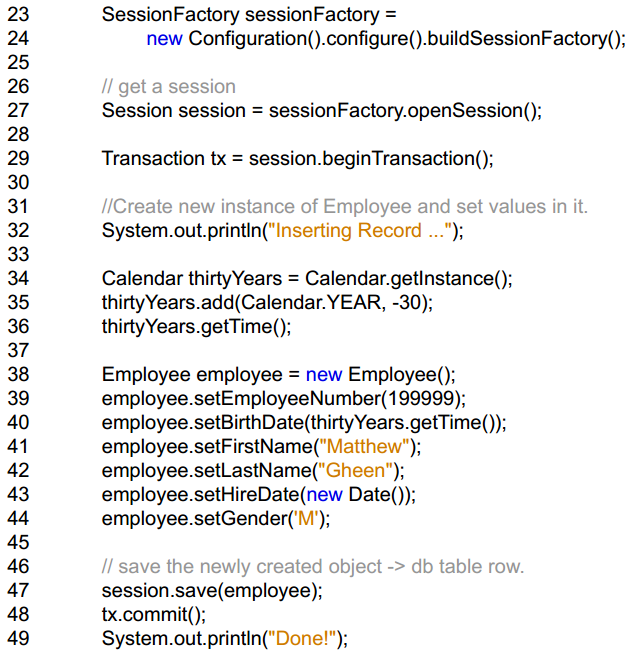 23 SessionFactory sessionFactory =
24 new Configuration().configure().buildSessionFactory();
25
26 // get a session
27 Session session = sessionFactory.openSession();
28
29 Transaction tx = session.beginTransaction();
30
31 //Create new instance of Employee and set values in it.
32 System.out.println("Inserting Record ...");
33
34 Calendar thirtyYears = Calendar.getInstance();
35 thirtyYears.add(Calendar.YEAR, -30);
36 thirtyYears.getTime();
37
38 Employee employee = new Employee();
39 employee.setEmployeeNumber(199999);
40 employee.setBirthDate(thirtyYears.getTime());
41 employee.setFirstName("Matthew");
42 employee.setLastName("Gheen");
43 employee.setHireDate(new Date());
44 employee.setGender('M');
45
46 // save the newly created object -> db table row.
47 session.save(employee);
48 tx.commit();
49 System.out.println("Done!");